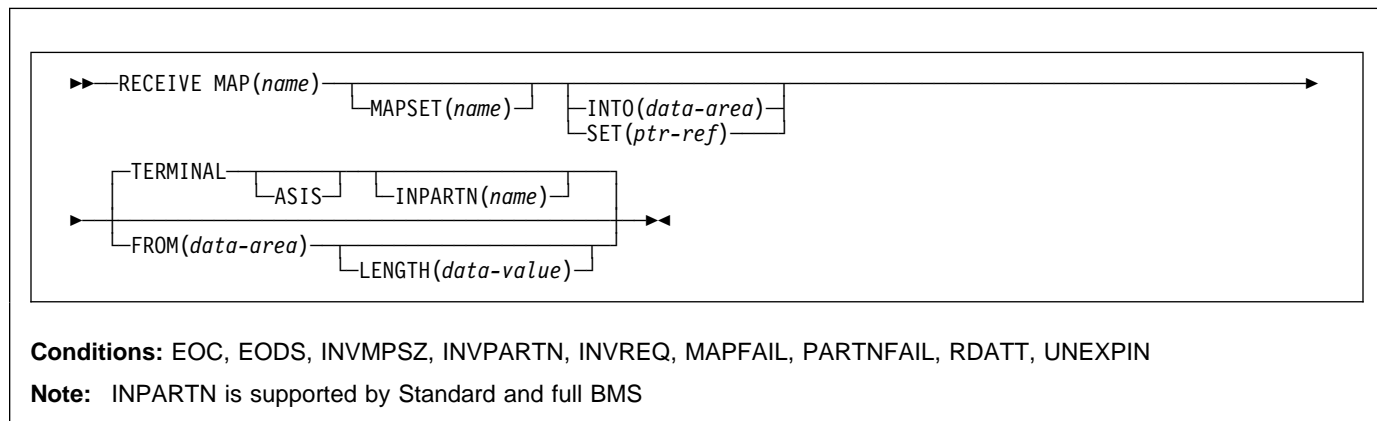 RECEIVE MAP(name)
MAPSET(name)
INTO(data-area)
SET(ptr-ref)
TERMINAL
ASIS
INPARTN(name)
FROM(data-area)
LENGTH(data-value)
Conditions: EOC, EODS, INVMPSZ, INVPARTN, INVREQ, MAPFAIL, PARTNFAIL, RDATT, UNEXPIN
Note: INPARTN is supported by Standard and full BMS